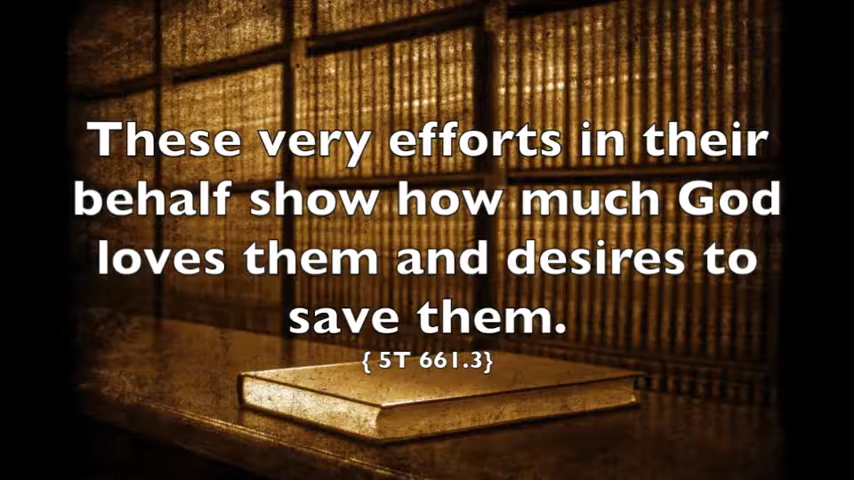 These very efforts in their
behalf show how much God
loves them and desires to
save them.
{ 5T 661.3}